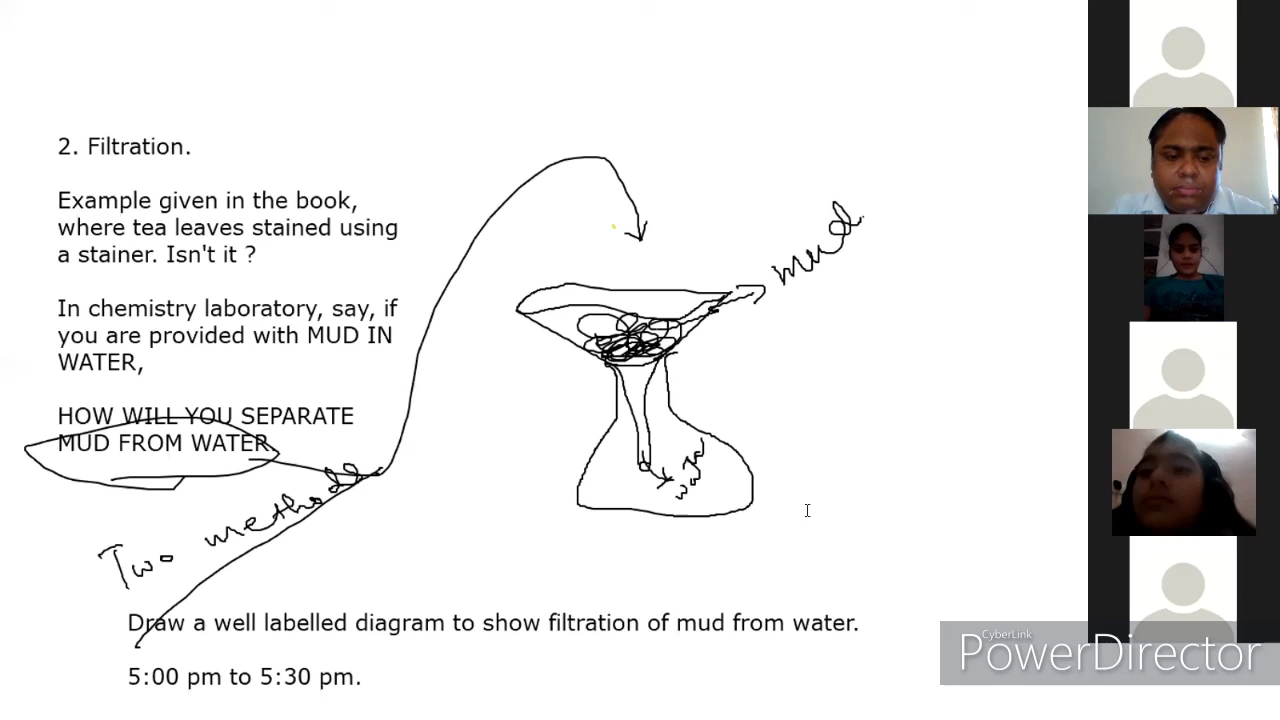 2. Filtration.
Example given in the book,
where tea leaves stained using
a stainer. Isn't it ?
In chemistry laboratory, say, if
you are provided with MUD IN
WATER,
HOW WILL YOU SEPARATE
MUD FROM WATER
Two methods
mud
water
Draw a well labelled diagram to show filtration of mud from water.
5:00 pm to 5:30 pm.
CyberLink
PowerDirector